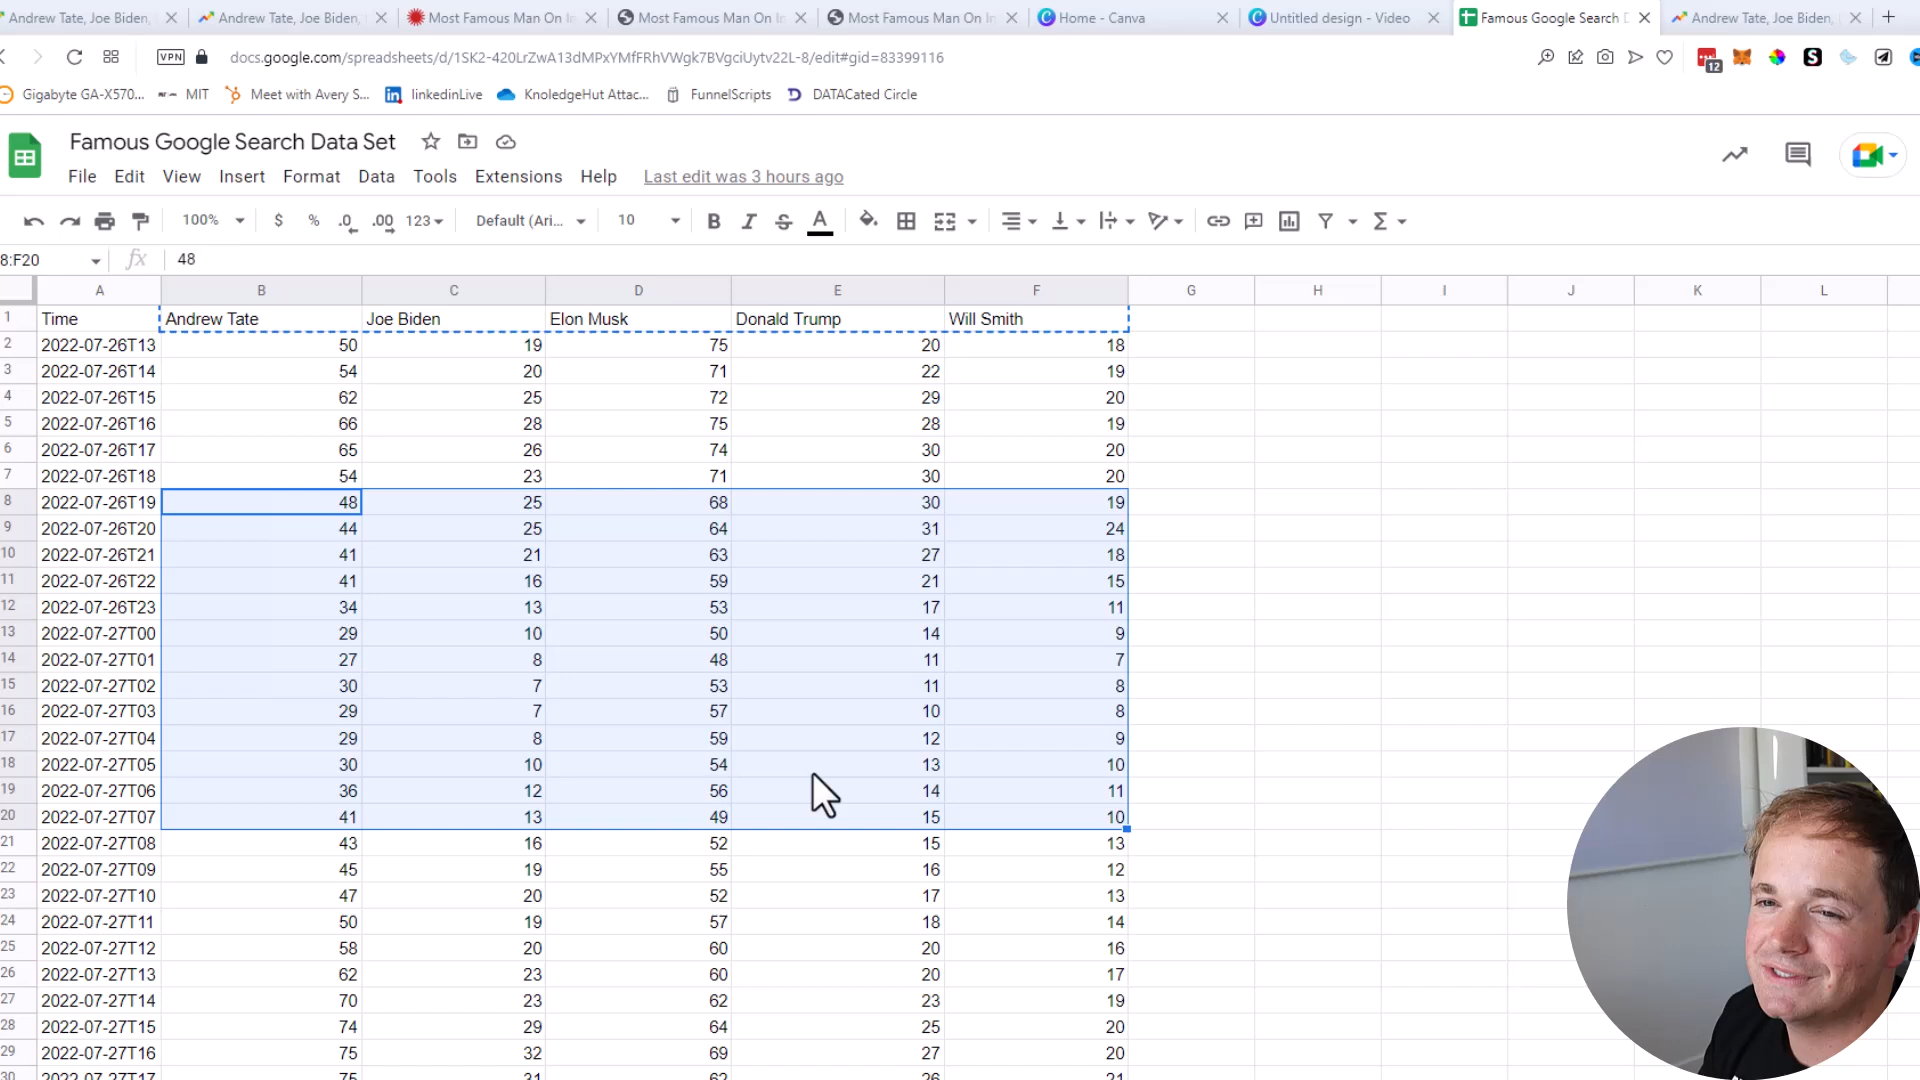 Andrew Tate, Joe Biden, Andrew Tate, Joe Biden, Most Famous Man On In Most Famous Man On In Most Famous Man On In Home - Canva Untitled design - Video Famous Google Search D Andrew Tate, Joe Biden,
VPN docs.google.com/spreadsheets/d/1SK2-420LrZwA13dMPxYMfFRhVWgk7BVgciUytv22L-8/edit#gid=83399116 12
Gigabyte GA-X570... MIT Meet with Avery S... linkedinLive KnoledgeHut Attac... FunnelScripts DATACated Circle
Famous Google Search Data Set
File Edit View Insert Format Data Tools Extensions Help Last edit was 3 hours ago
100% $ % .0 .00 123 Default (Ari... 10 B I S A Σ
8:F20 fx 48
A B C D E F G H I J K L
1 Time Andrew Tate Joe Biden Elon Musk Donald Trump Will Smith
2 2022-07-26T13 50 19 75 20 18
3 2022-07-26T14 54 20 71 22 19
4 2022-07-26T15 62 25 72 29 20
5 2022-07-26T16 66 28 75 28 19
6 2022-07-26T17 65 26 74 30 20
7 2022-07-26T18 54 23 71 30 20
8 2022-07-26T19 48 25 68 30 19
9 2022-07-26T20 44 25 64 31 24
10 2022-07-26T21 41 21 63 27 18
11 2022-07-26T22 41 16 59 21 15
12 2022-07-26T23 34 13 53 17 11
13 2022-07-27T00 29 10 50 14 9
14 2022-07-27T01 27 8 48 11 7
15 2022-07-27T02 30 7 53 11 8
16 2022-07-27T03 29 7 57 10 8
17 2022-07-27T04 29 8 59 12 9
18 2022-07-27T05 30 10 54 13 10
19 2022-07-27T06 36 12 56 14 11
20 2022-07-27T07 41 13 49 15 10
21 2022-07-27T08 43 16 52 15 13
22 2022-07-27T09 45 19 55 16 12
23 2022-07-27T10 47 20 52 17 13
24 2022-07-27T11 50 19 57 18 14
25 2022-07-27T12 58 20 60 20 16
26 2022-07-27T13 62 23 60 20 17
27 2022-07-27T14 70 23 62 23 19
28 2022-07-27T15 74 29 64 25 20
29 2022-07-27T16 75 32 69 27 20
30 2022-07-27T17 75 31 62 26 21